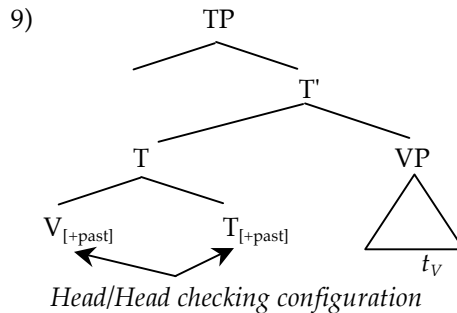 9)
TP
T'
T VP
V[+past] T[+past]
tV
Head/Head checking configuration